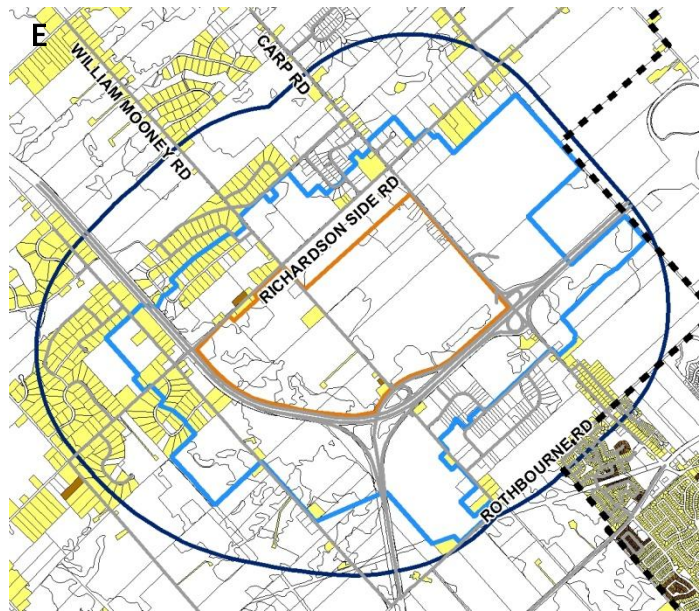 E
WILLIAM MOONEY RD
CARP RD
RICHARDSON SIDE RD
ROTHBOURNE RD